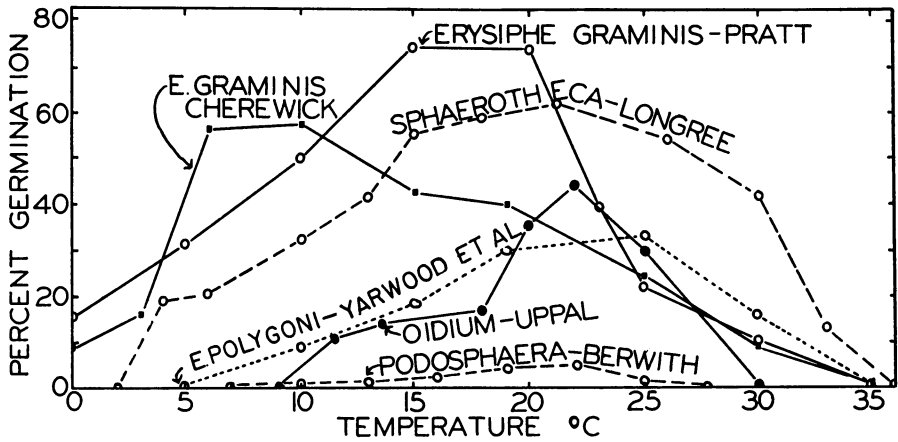 80
ERYSIPHE GRAMINIS-PRATT
E. GRAMINIS
CHEREWICK
60
SPHAEROTHECA-LONGREE
40
E.POLYGONI-YARWOOD ET AL
20
OIDIUM-UPPAL
PODOSPHAERA-BERWITH
0
0 5 10 15 20 25 30 35
TEMPERATURE °C
PERCENT GERMINATION